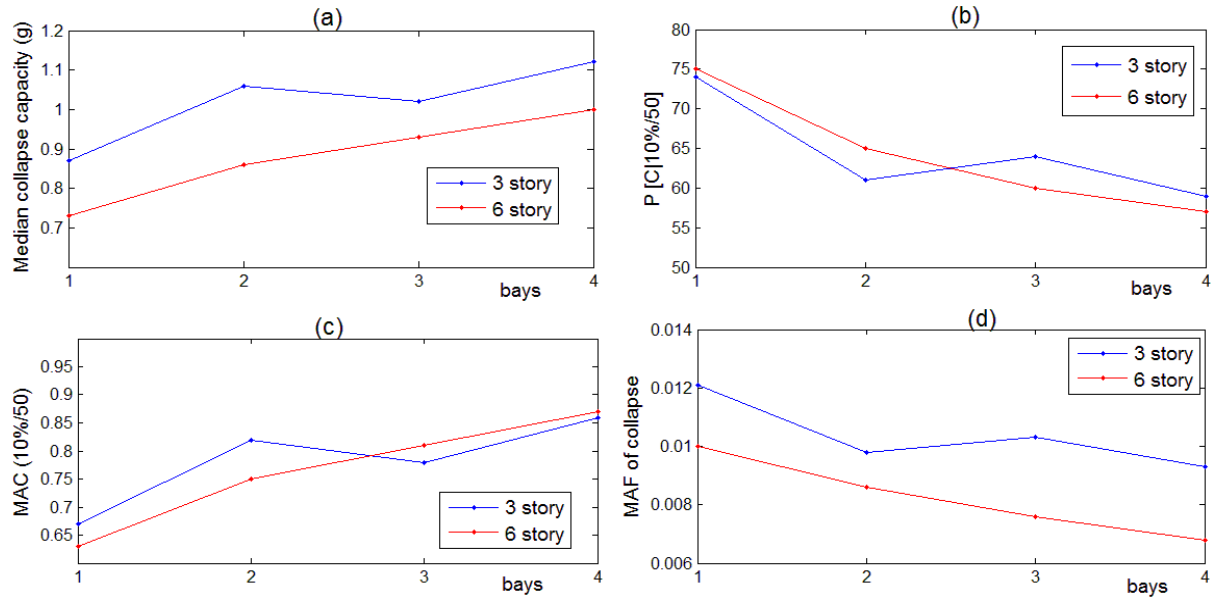 (a)
Median collapse capacity (g)
1.2
1.1
1
0.9
0.8
0.7
3 story
6 story
1
2
3
4
bays
(b)
P [C|10%/50]
80
75
70
65
60
55
50
3 story
6 story
1
2
3
4
bays
(c)
MAC (10%/50)
0.95
0.9
0.85
0.8
0.75
0.7
0.65
3 story
6 story
1
2
3
4
bays
(d)
MAF of collapse
0.014
0.012
0.01
0.008
0.006
3 story
6 story
1
2
3
4
bays